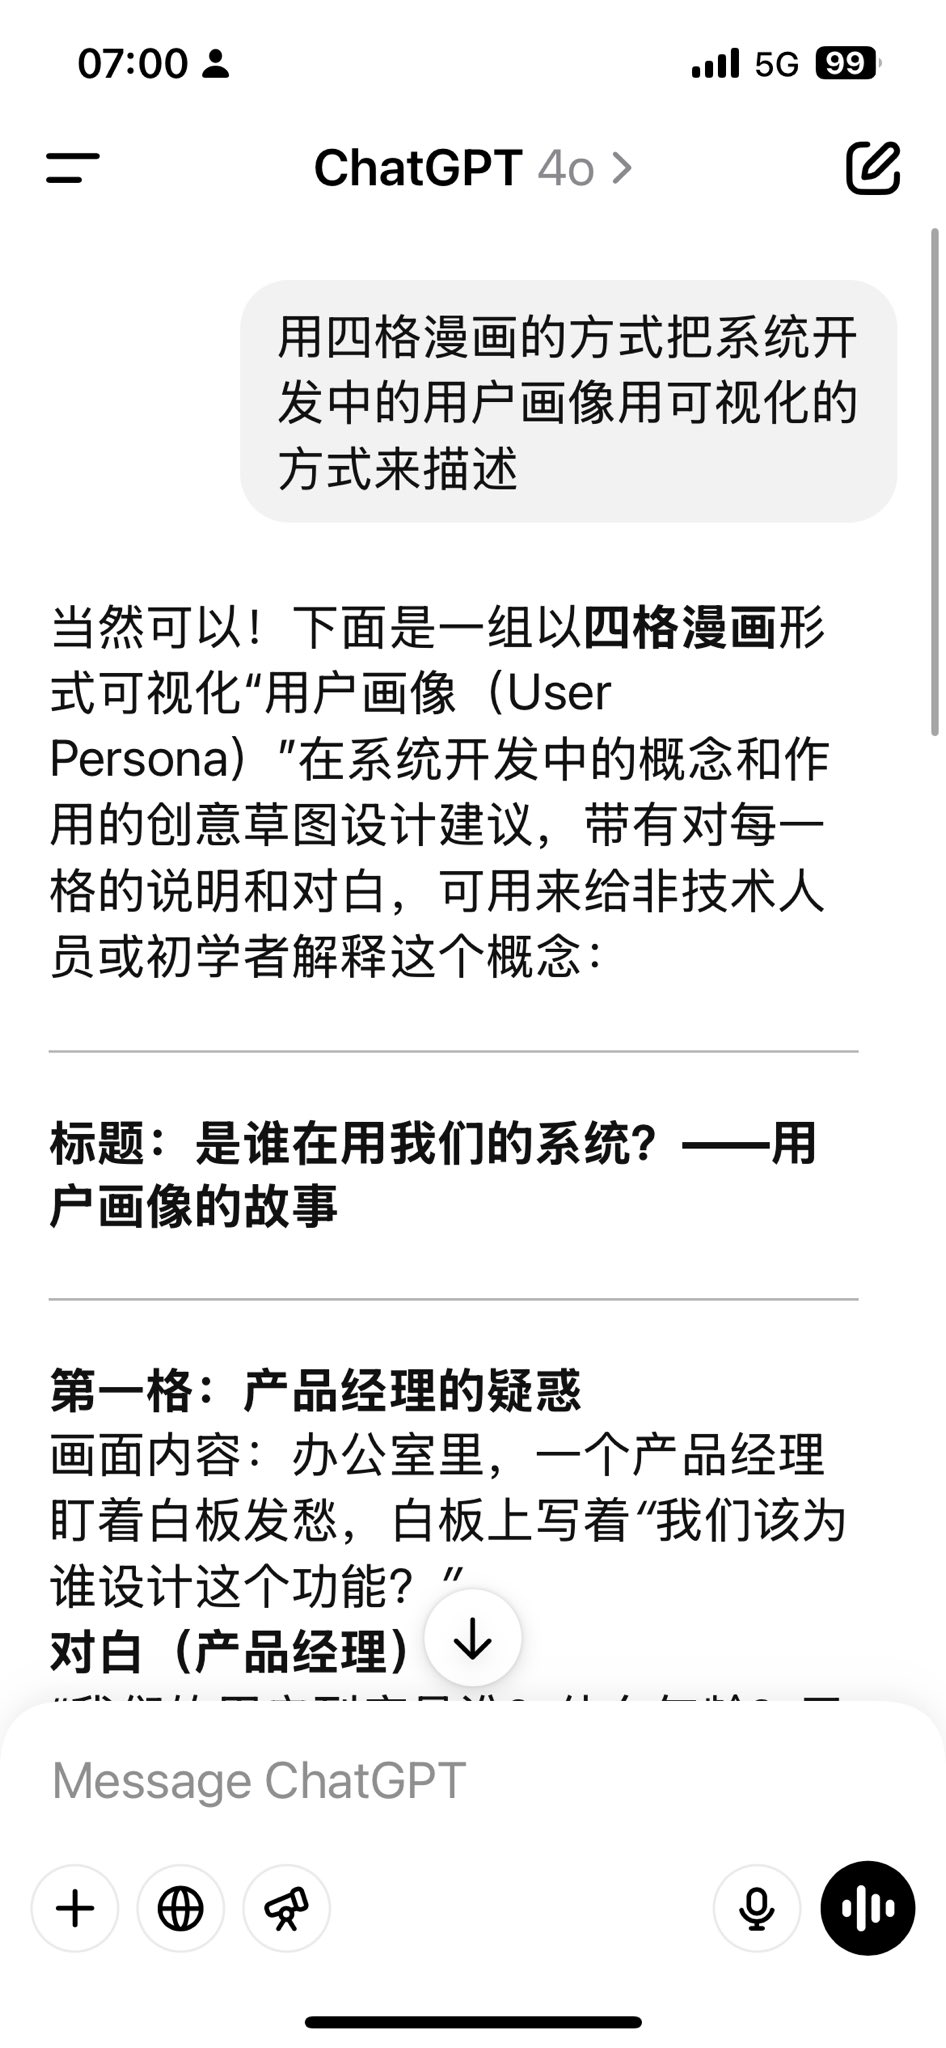 07:00
5G 99
ChatGPT 4o
用四格漫画的方式把系统开
发中的用户画像用可视化的
方式来描述
当然可以！下面是一组以四格漫画形
式可视化“用户画像（User
Persona）”在系统开发中的概念和作
用的创意草图设计建议，带有对每一
格的说明和对白，可用来给非技术人
员或初学者解释这个概念：
标题：是谁在用我们的系统？——用
户画像的故事
第一格：产品经理的疑惑
画面内容：办公室里，一个产品经理
盯着白板发愁，白板上写着“我们该为
谁设计这个功能？”
对白（产品经理）
Message ChatGPT